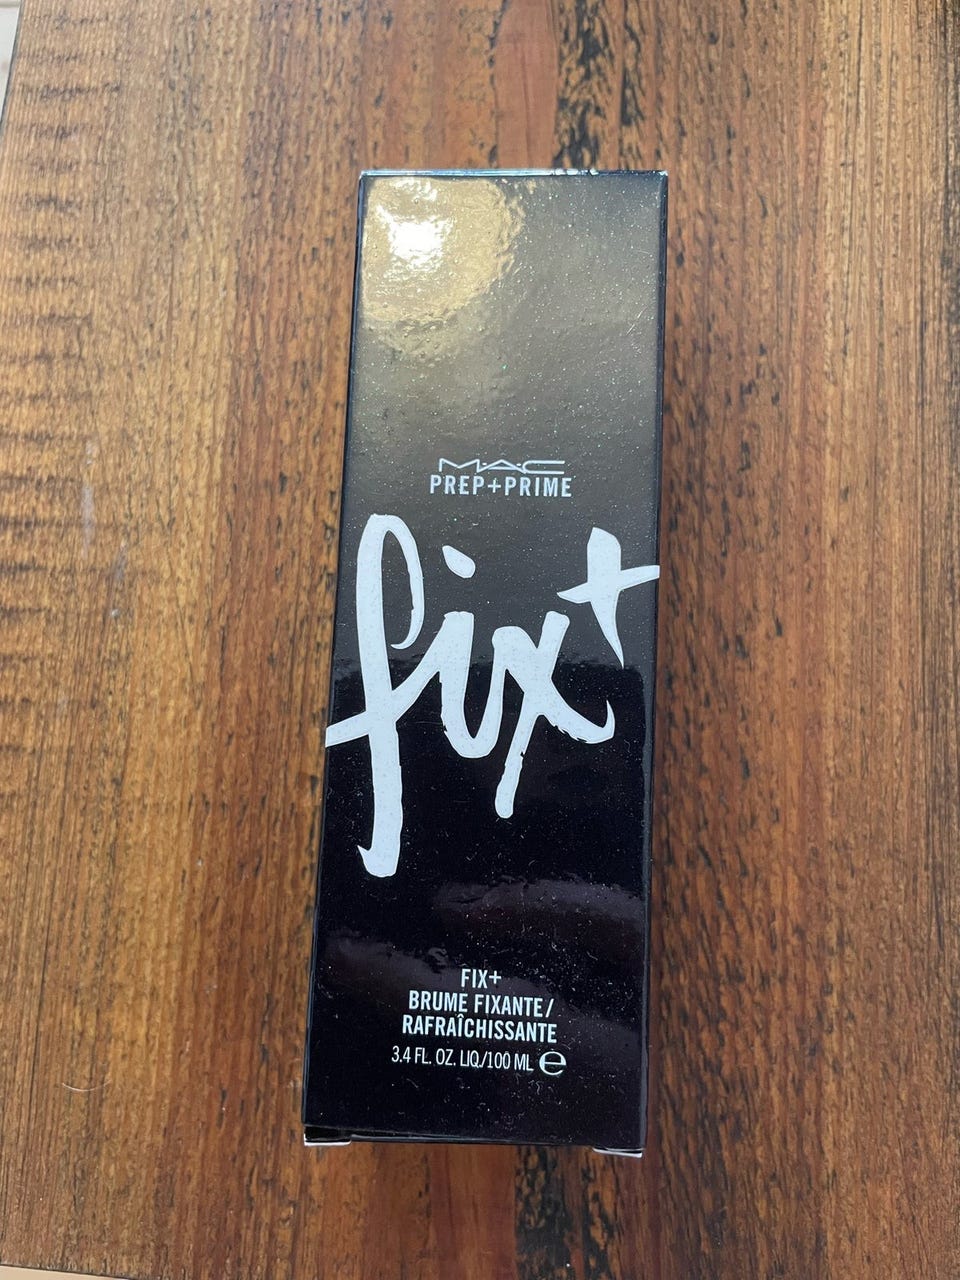 MAC
PREP+PRIME
fix+
FIX+
BRUME FIXANTE/
RAFRAÎCHISSANTE
3.4 FL. OZ. LIQ./100 ML ℮